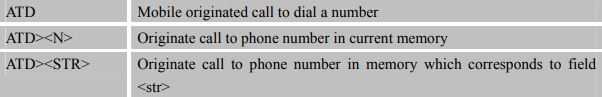 ATD Mobile originated call to dial a number
ATD><N> Originate call to phone number in current memory
ATD><STR> Originate call to phone number in memory which corresponds to field
<str>